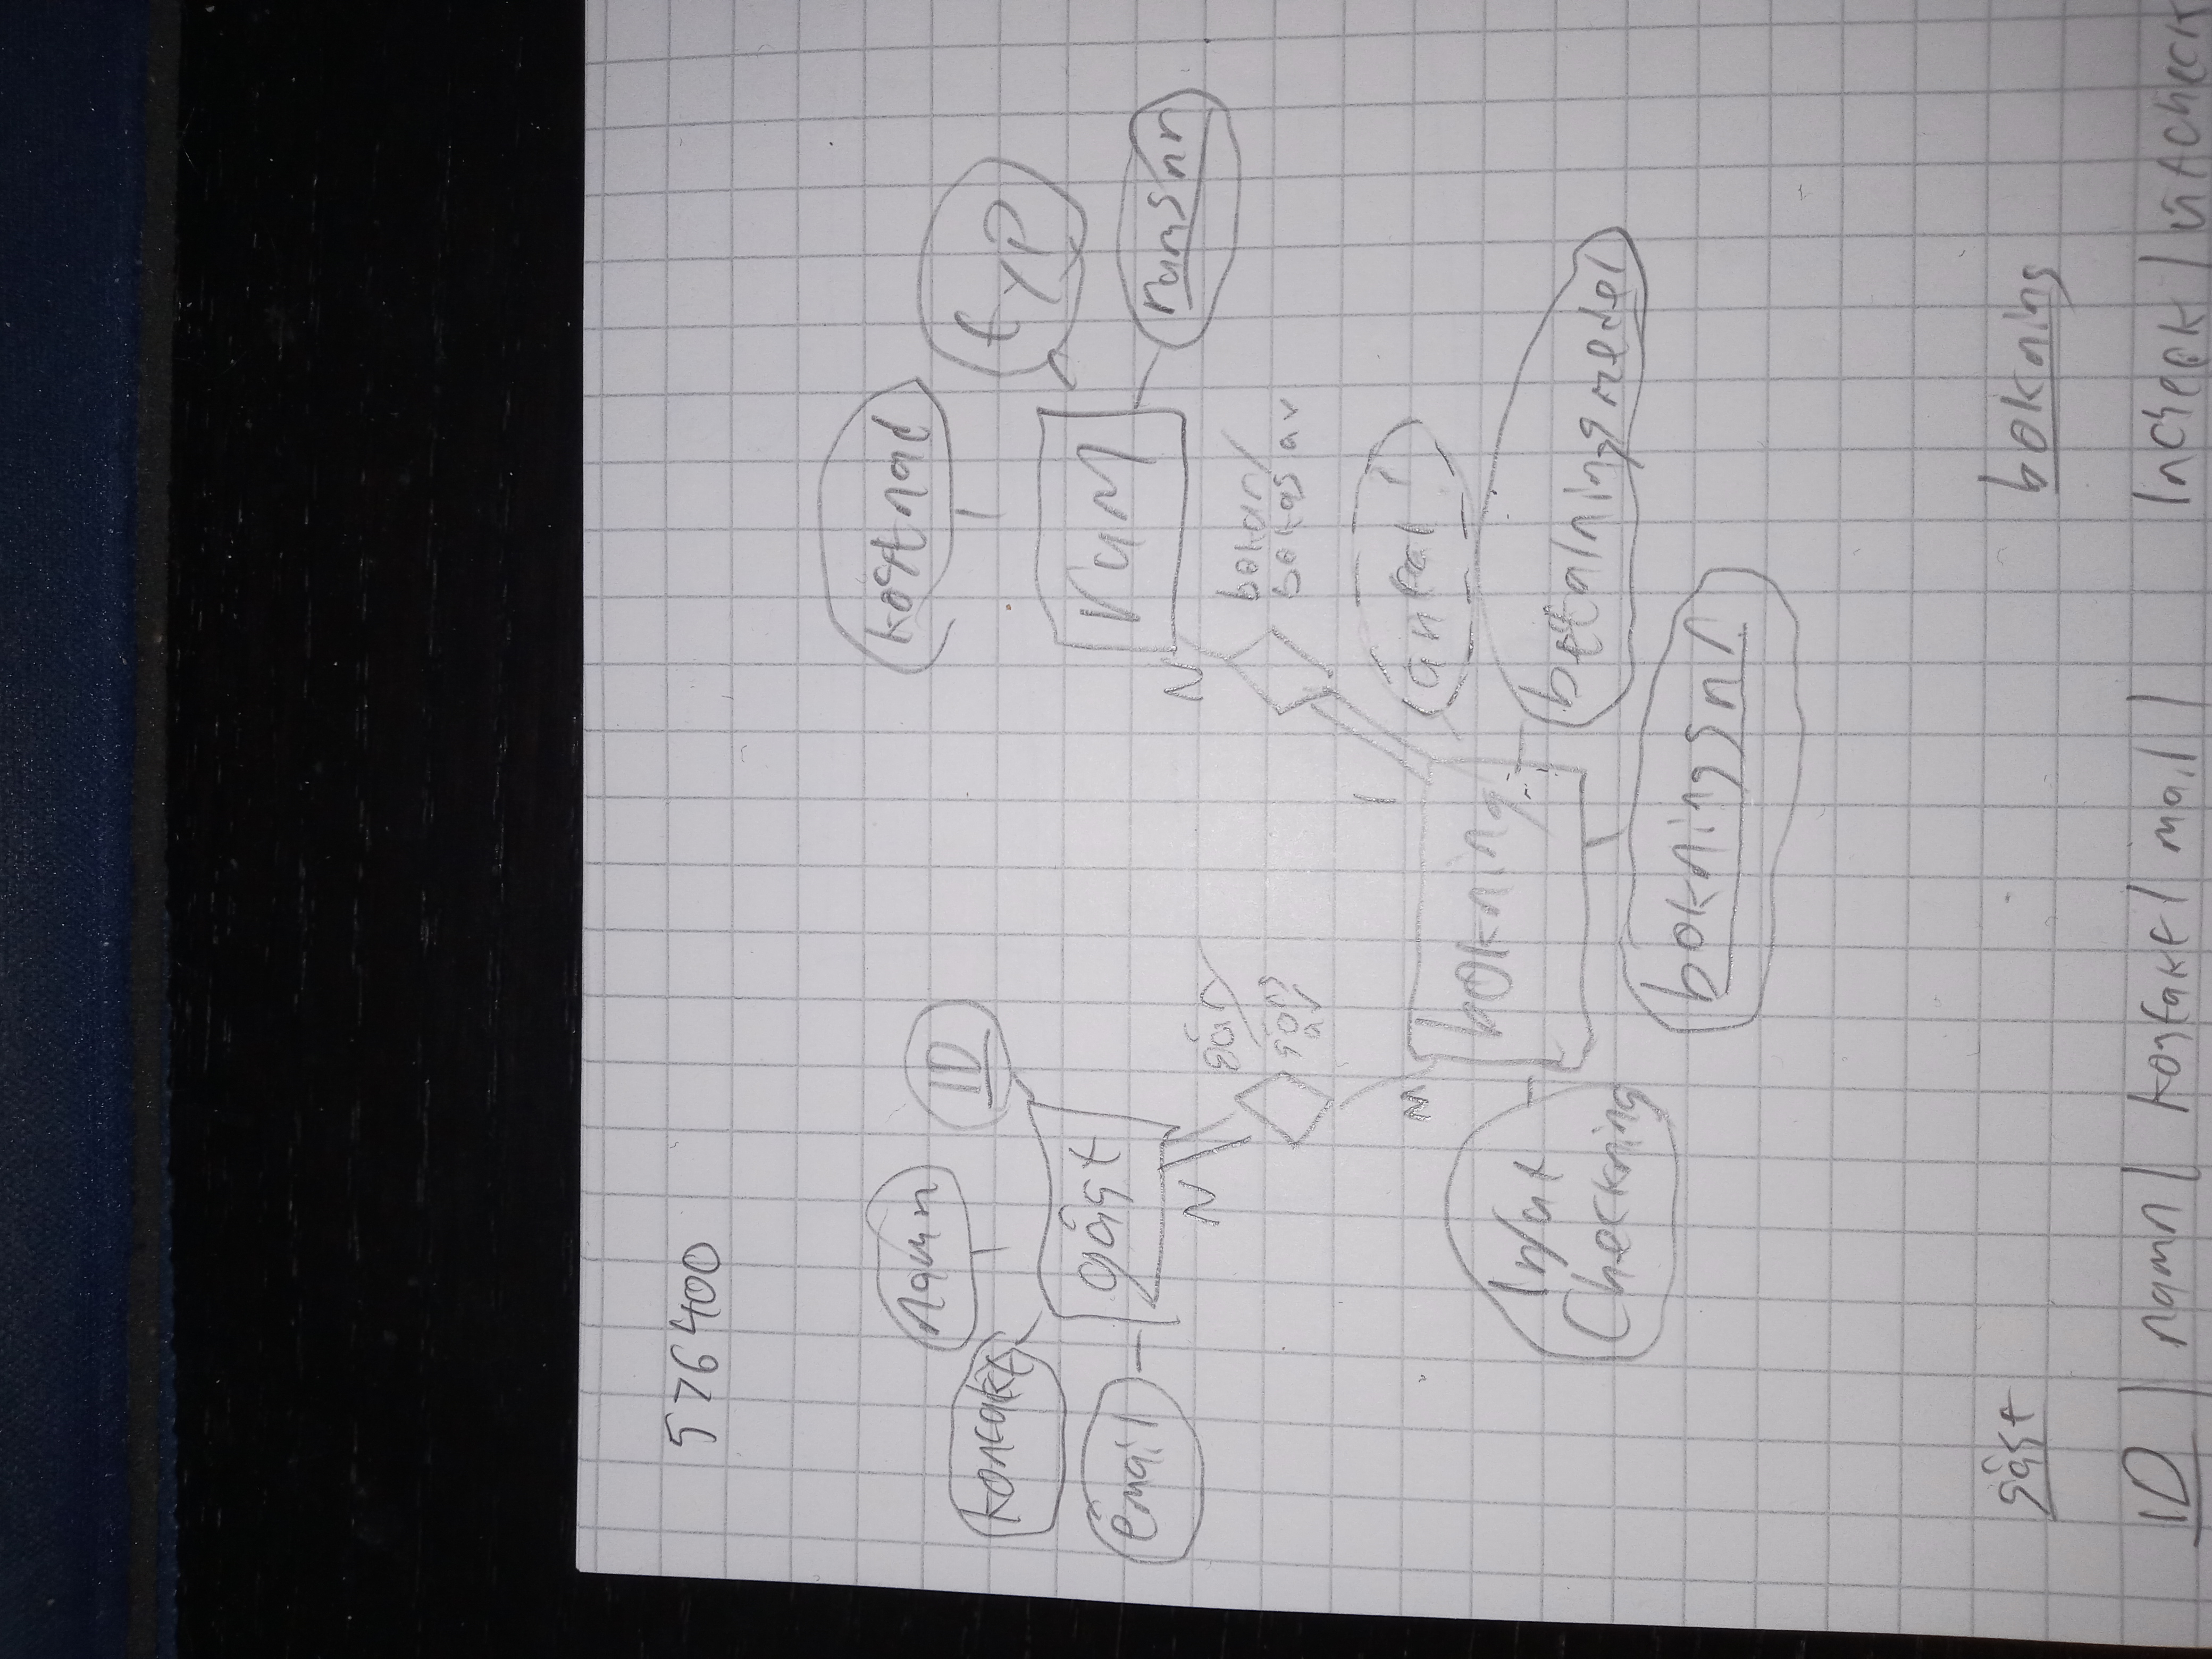 576400
kostnad
namn
ID
kontakt
typ
gäst
rum
email
rumsnr
N
N
gör/
görs
av
bokar/
bokas av
1
antal
M
bokning
In/ut
Checkning
betalningsmedel
bokningsnr
gäst
bokning
ID | namn | kontakt | mail |
Incheck | utcheck